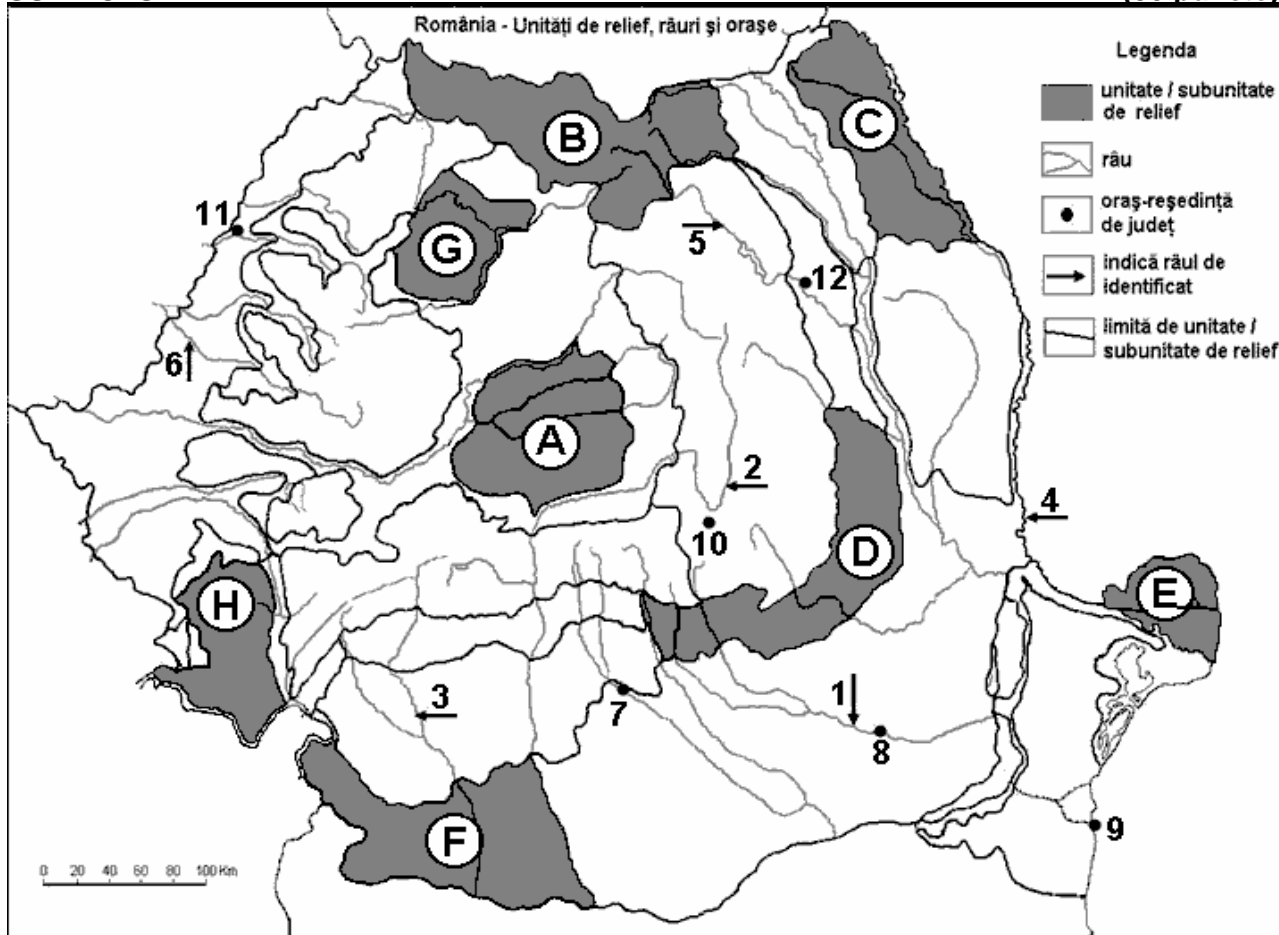 România - Unități de relief, râuri și orașe
Legenda
unitate / subunitate
de relief
râu
oraș-reședință
de județ
indică râul de
identificat
limită de unitate /
subunitate de relief
B
C
G
11
5
12
6
A
2
10
4
D
E
H
3
1
7
8
F
9
0 20 40 60 80 100 Km